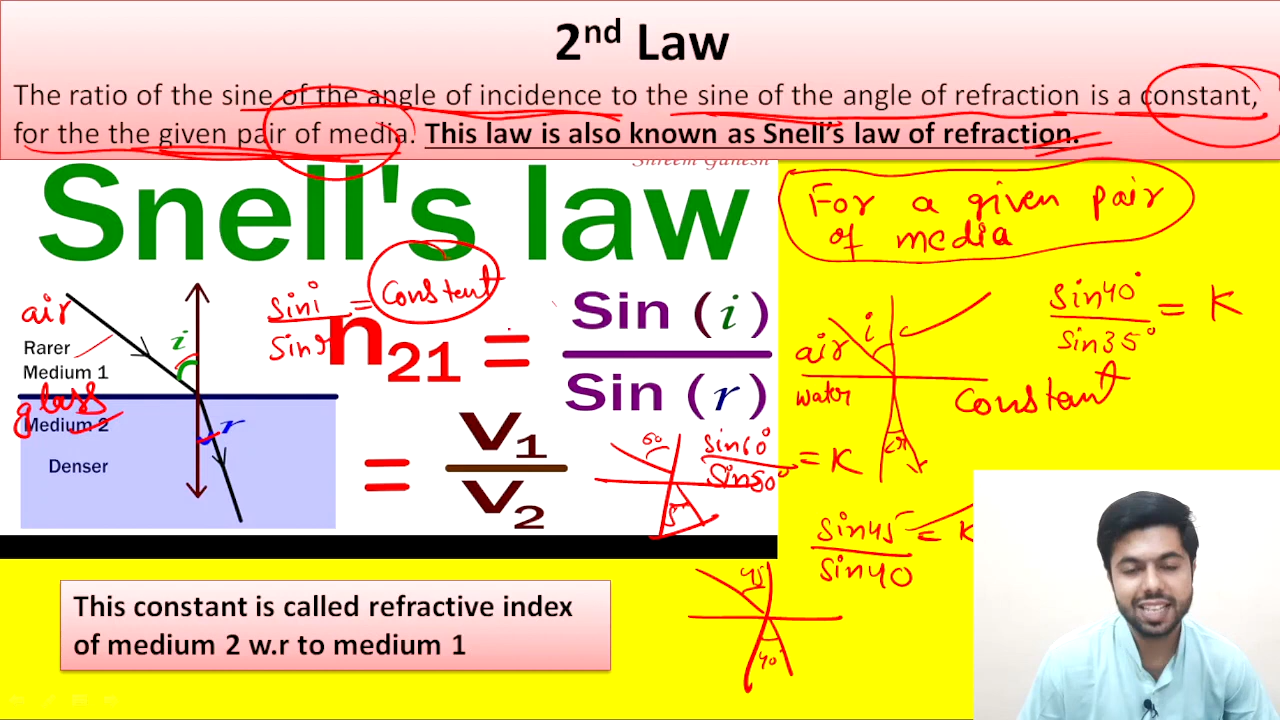 2nd Law
The ratio of the sine of the angle of incidence to the sine of the angle of refraction is a constant,
for the the given pair of media. This law is also known as Snell's law of refraction.
Shreem Ganesh
Snell's law
For a given pair
of media
air
Rarer
Medium 1
glass
Medium 2
Denser
i
r
sin i
sin r
= Constant
n21 = Sin (i)
Sin (r)
= V1
V2
air
water
i
<r
sin40°
sin35°
= K
Constant
60
sin60°
sin50°
= K
sin45
sin40
= K
45
40°
This constant is called refractive index
of medium 2 w.r to medium 1